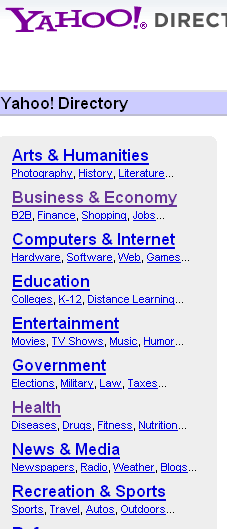 YAHOO!® DIRECT
Yahoo! Directory
Arts & Humanities
Photography, History, Literature...
Business & Economy
B2B, Finance, Shopping, Jobs...
Computers & Internet
Hardware, Software, Web, Games...
Education
Colleges, K-12, Distance Learning...
Entertainment
Movies, TV Shows, Music, Humor...
Government
Elections, Military, Law, Taxes...
Health
Diseases, Drugs, Fitness, Nutrition...
News & Media
Newspapers, Radio, Weather, Blogs...
Recreation & Sports
Sports, Travel, Autos, Outdoors...